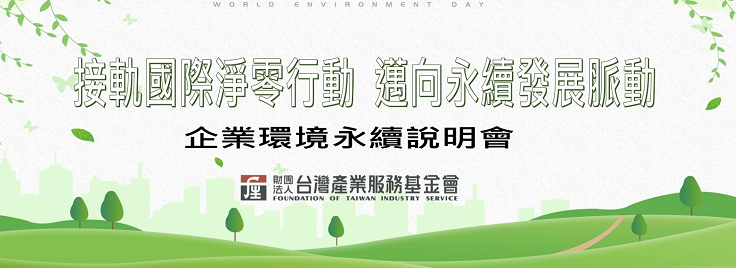 WORLD ENVIRONMENT DAY
接軌國際淨零行動 邁向永續發展脈動
企業環境永續說明會
財團法人 台灣產業服務基金會
FOUNDATION OF TAIWAN INDUSTRY SERVICE